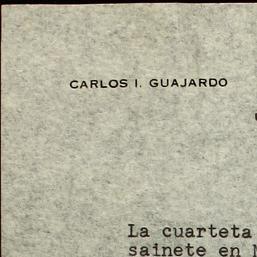 CARLOS I. GUAJARDO
La cuarteta
sainete en